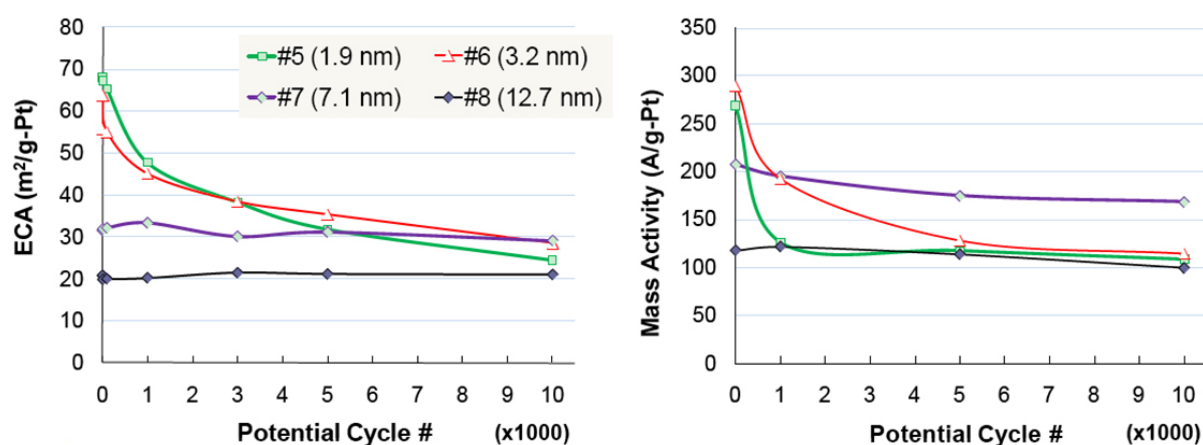 80
70
60
50
40
30
20
10
0
ECA (m²/g-Pt)
#5 (1.9 nm) #6 (3.2 nm)
#7 (7.1 nm) #8 (12.7 nm)
0 1 2 3 4 5 6 7 8 9 10
Potential Cycle # (x1000)
350
300
250
200
150
100
50
0
Mass Activity (A/g-Pt)
0 1 2 3 4 5 6 7 8 9 10
Potential Cycle # (x1000)